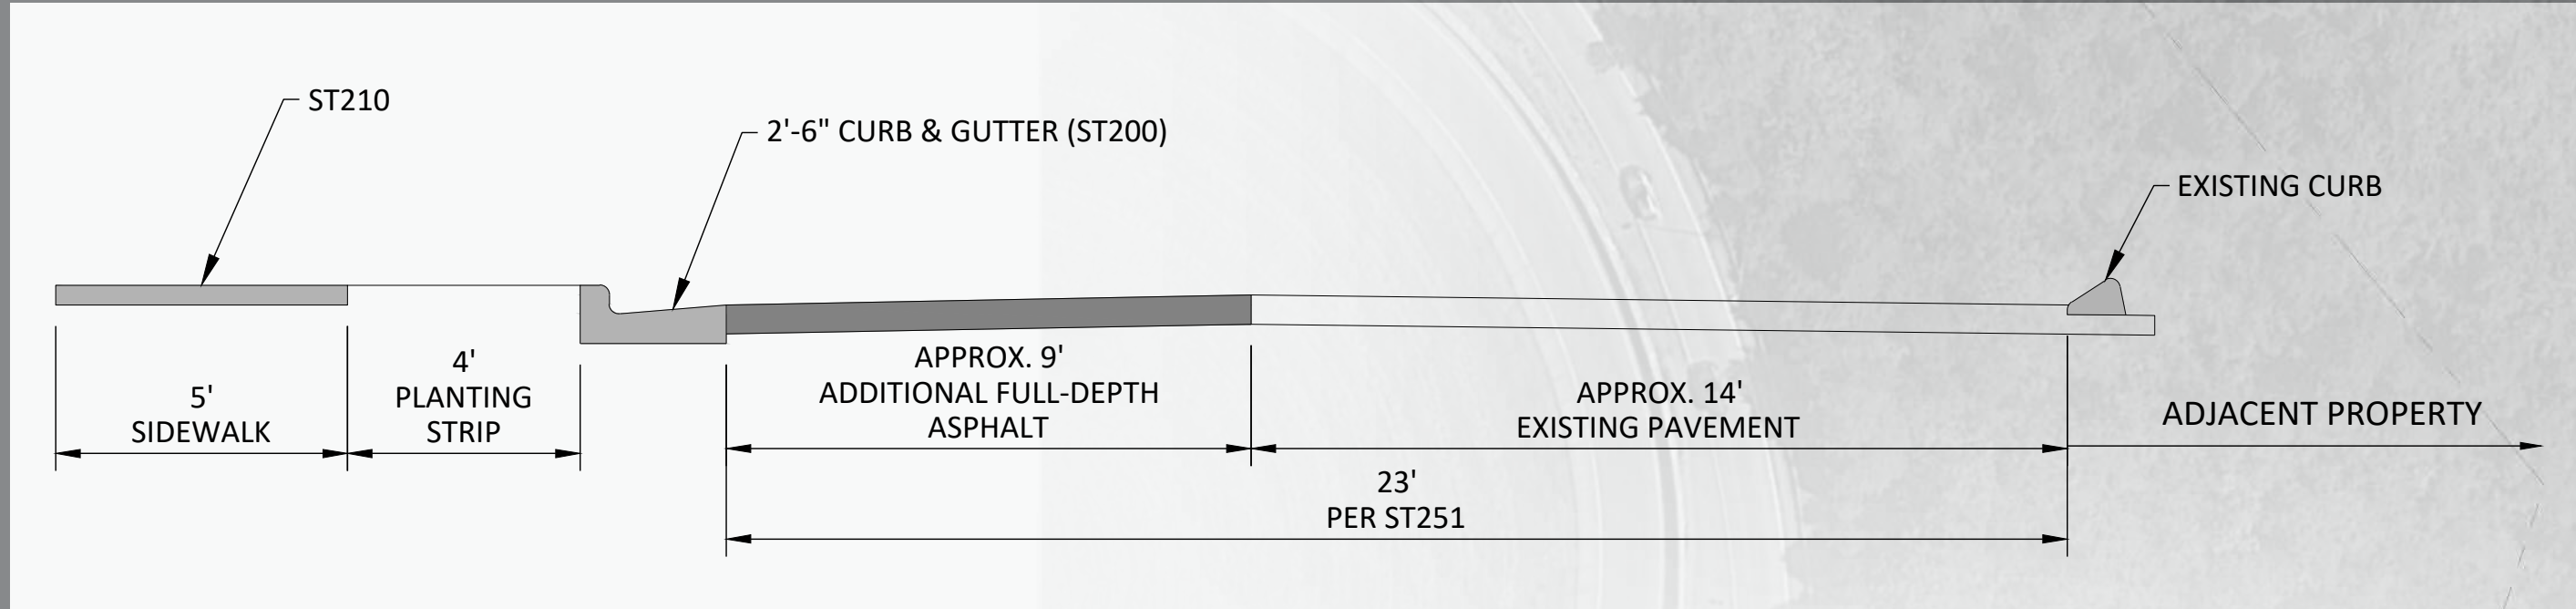 ST210
2'-6" CURB & GUTTER (ST200)
EXISTING CURB
5'
SIDEWALK
4'
PLANTING
STRIP
APPROX. 9'
ADDITIONAL FULL-DEPTH
ASPHALT
APPROX. 14'
EXISTING PAVEMENT
ADJACENT PROPERTY
23'
PER ST251